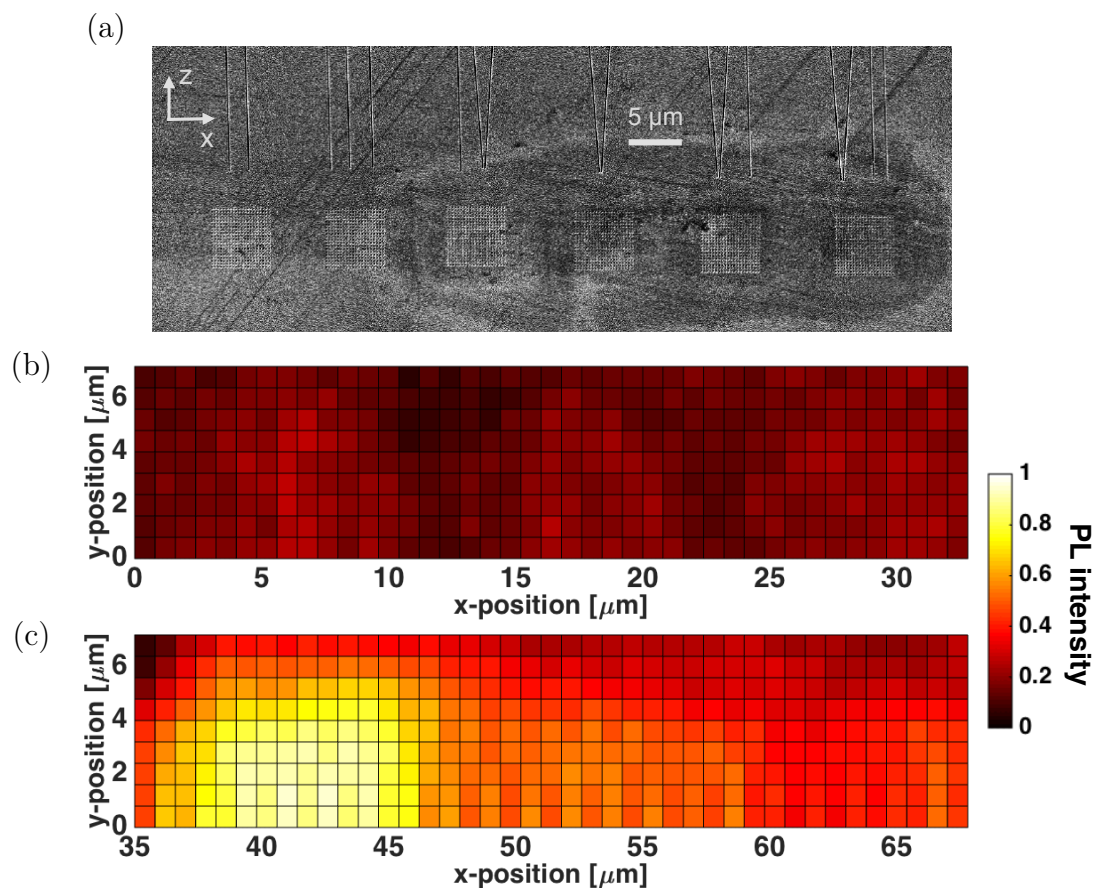 (a)
z
x
5 μm
(b)
y-position [μm]
6
4
2
0
0 5 10 15 20 25 30
x-position [μm]
(c)
y-position [μm]
6
4
2
0
35 40 45 50 55 60 65
x-position [μm]
1
0.8
0.6
0.4
0.2
0
PL intensity